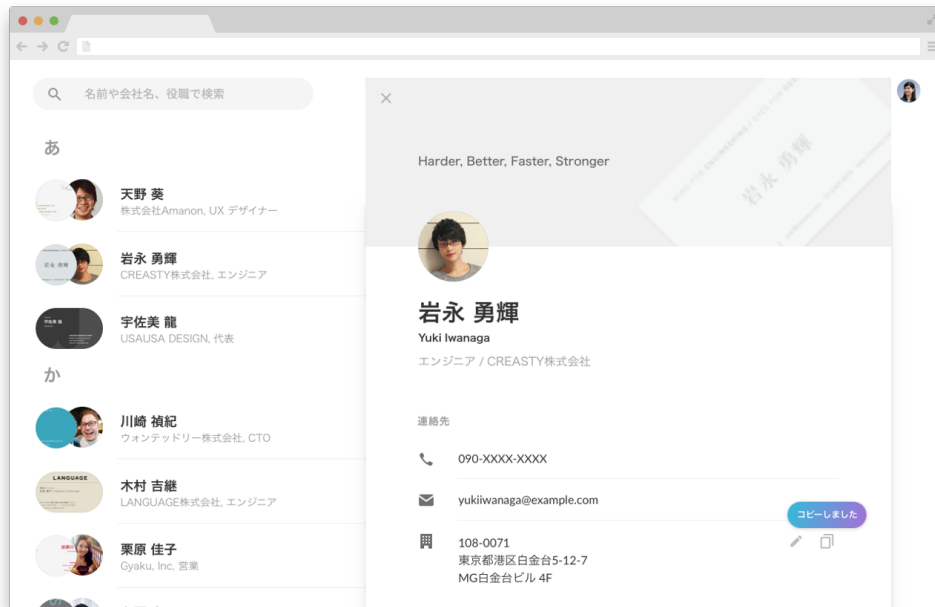 名前や会社名、役職で検索
あ
天野 葵
株式会社Amanon, UX デザイナー
岩永 勇輝
CREASTY株式会社, エンジニア
宇佐美 龍
USAUSA DESIGN, 代表
か
川崎 禎紀
ウォンテッドリー株式会社, CTO
LANGUAGE
木村 吉継
LANGUAGE株式会社, エンジニア
栗原 佳子
Gyaku, Inc. 営業
Harder, Better, Faster, Stronger
岩永 勇輝
岩永 勇輝
Yuki Iwanaga
エンジニア / CREASTY株式会社
連絡先
090-XXXX-XXXX
yukiiwanaga@example.com
コピーしました
108-0071
東京都港区白金台5-12-7
MG白金台ビル 4F